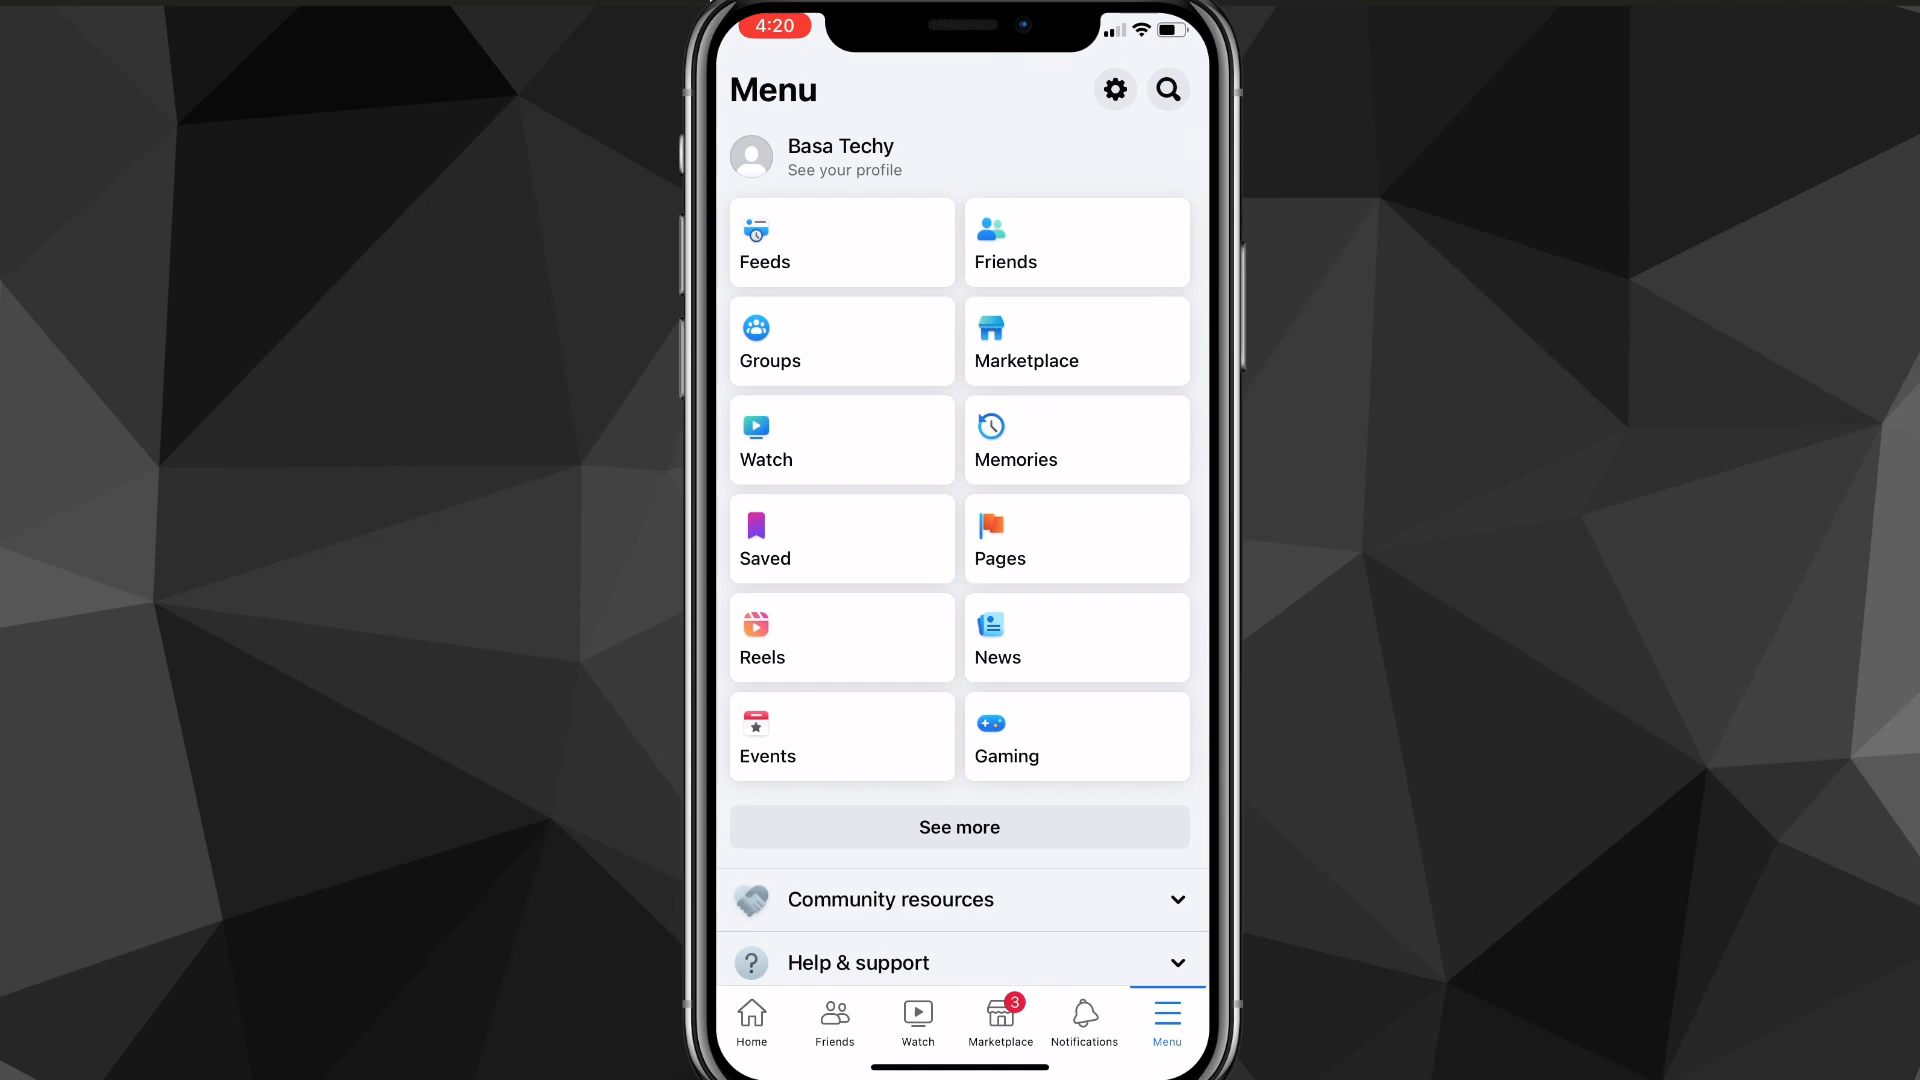 4:20
Menu
Basa Techy
See your profile
Feeds
Friends
Groups
Marketplace
Watch
Memories
Saved
Pages
Reels
News
Events
Gaming
See more
Community resources
Help & support
3
Home
Friends
Watch
Marketplace
Notifications
Menu